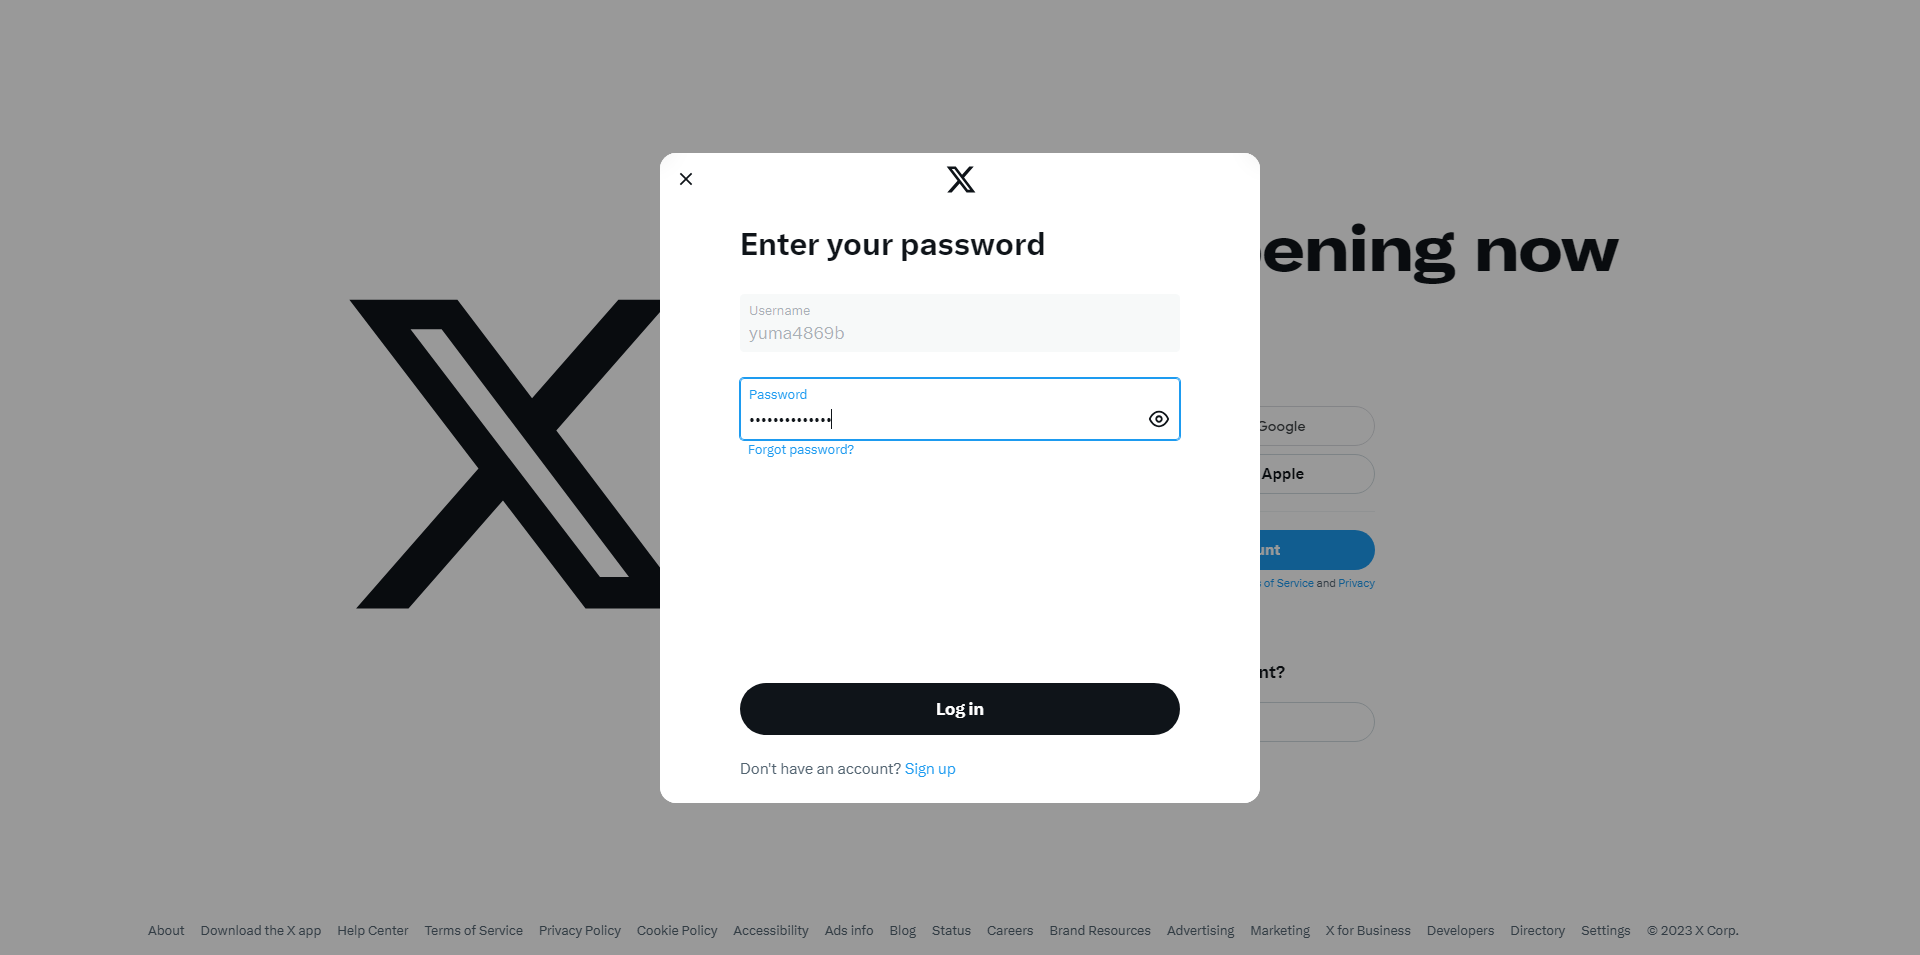 Enter your password
Username
yuma4869b
Password
••••••••••••••
Forgot password?
Log in
Don't have an account? Sign up
ening now
Google
Apple
of Service and Privacy
About Download the X app Help Center Terms of Service Privacy Policy Cookie Policy Accessibility Ads info Blog Status Careers Brand Resources Advertising Marketing X for Business Developers Directory Settings © 2023 X Corp.